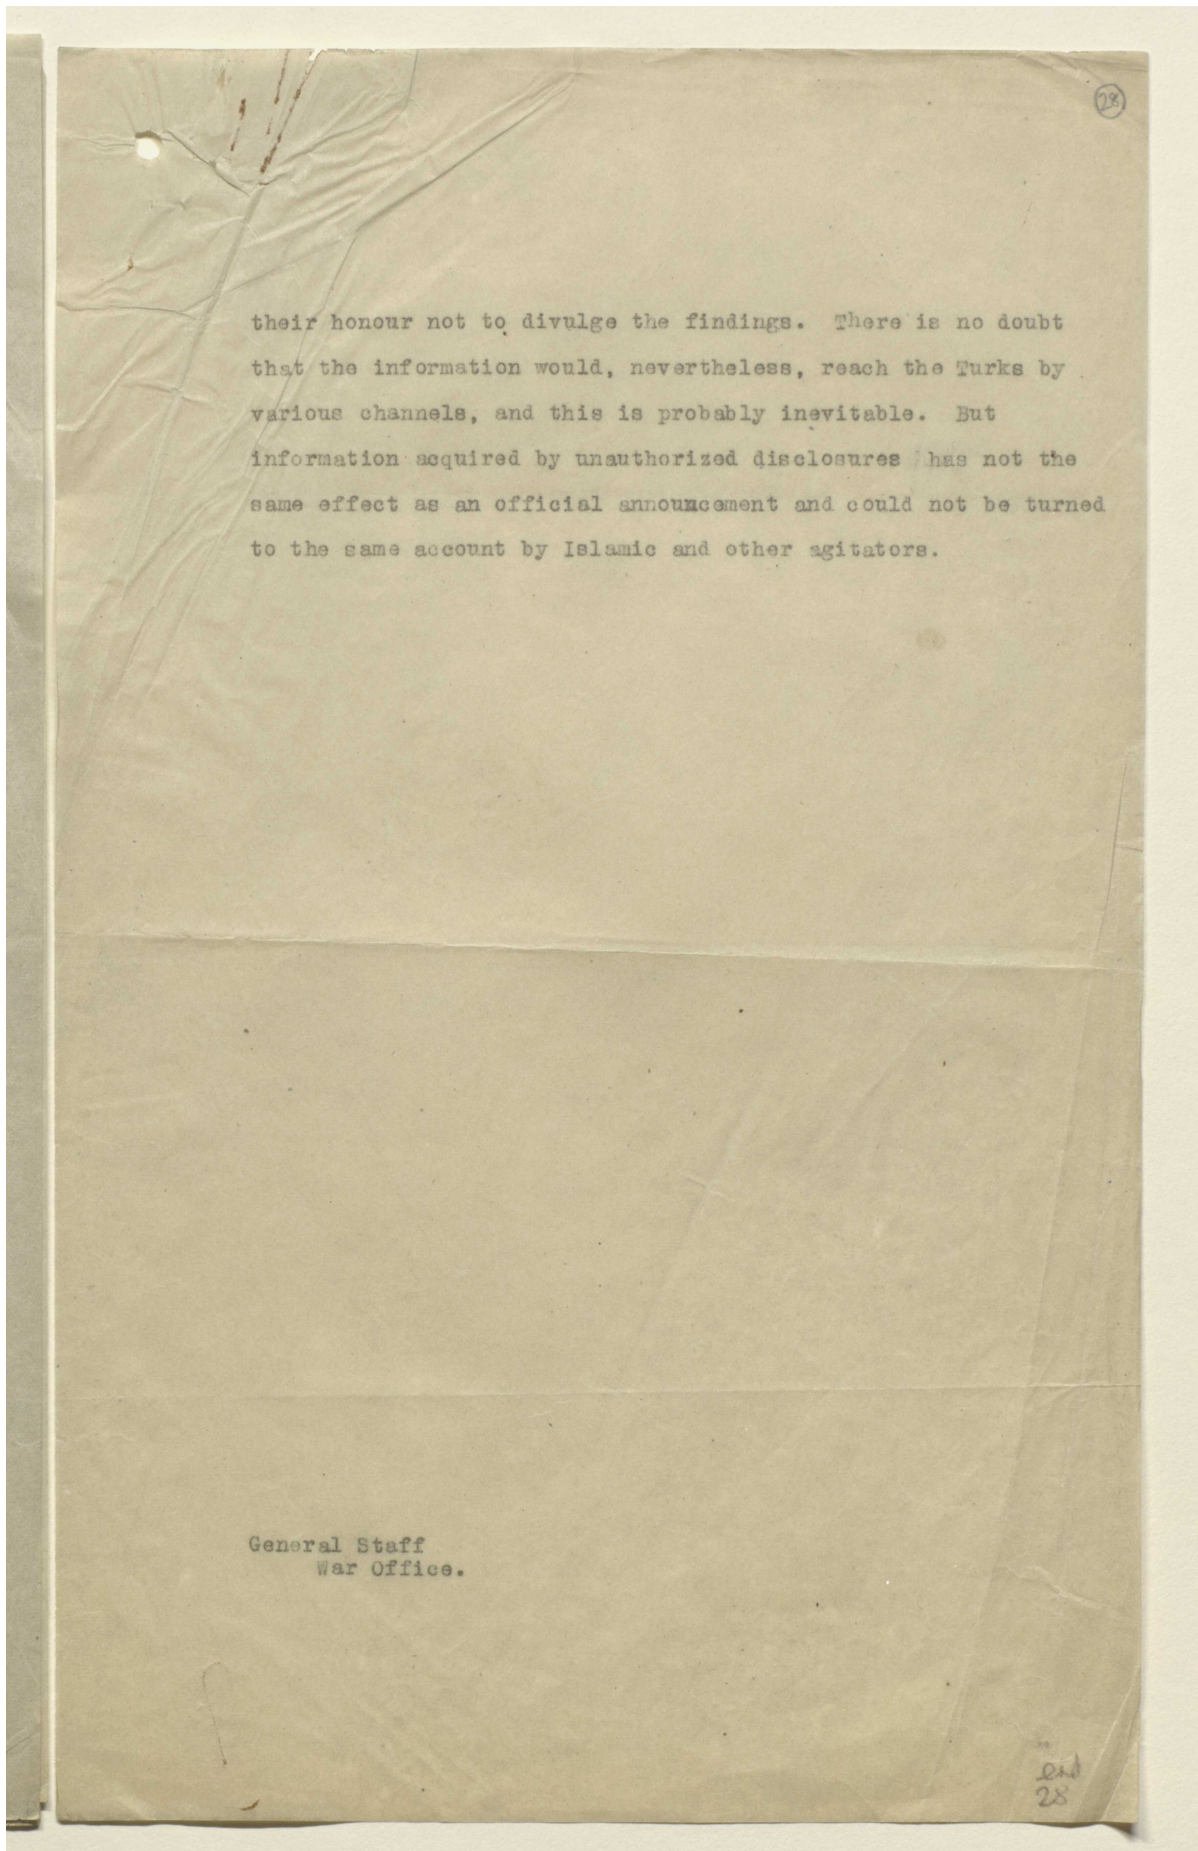 28
their honour not to divulge the findings. There is no doubt
that the information would, nevertheless, reach the Turks by
various channels, and this is probably inevitable. But
information acquired by unauthorized disclosures has not the
same effect as an official announcement and could not be turned
to the same account by Islamic and other agitators.
General Staff
War Office.
end
28